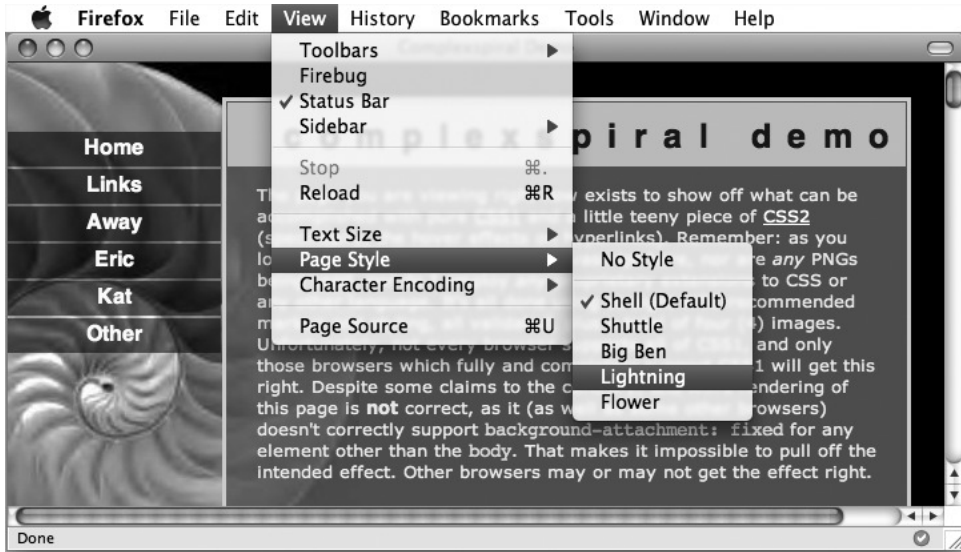 Firefox File Edit View History Bookmarks Tools Window Help
Toolbars
Firebug
✓ Status Bar
Sidebar
Stop ⌘.
Reload ⌘R
Text Size
Page Style
Character Encoding
Page Source ⌘U
No Style
✓ Shell (Default)
Shuttle
Big Ben
Lightning
Flower
Home
Links
Away
Eric
Kat
Other
complexspiral demo
exists to show off what can be
little teeny piece of CSS2
hyperlinks). Remember: as you
are any PNGs
to CSS or
recommended
images.
and only
those browsers which fully and 1 will get this
right. Despite some claims to the rendering of
this page is not correct, as it (as browsers)
doesn't correctly support background-attachment: fixed for any
element other than the body. That makes it impossible to pull off the
intended effect. Other browsers may or may not get the effect right.
Done